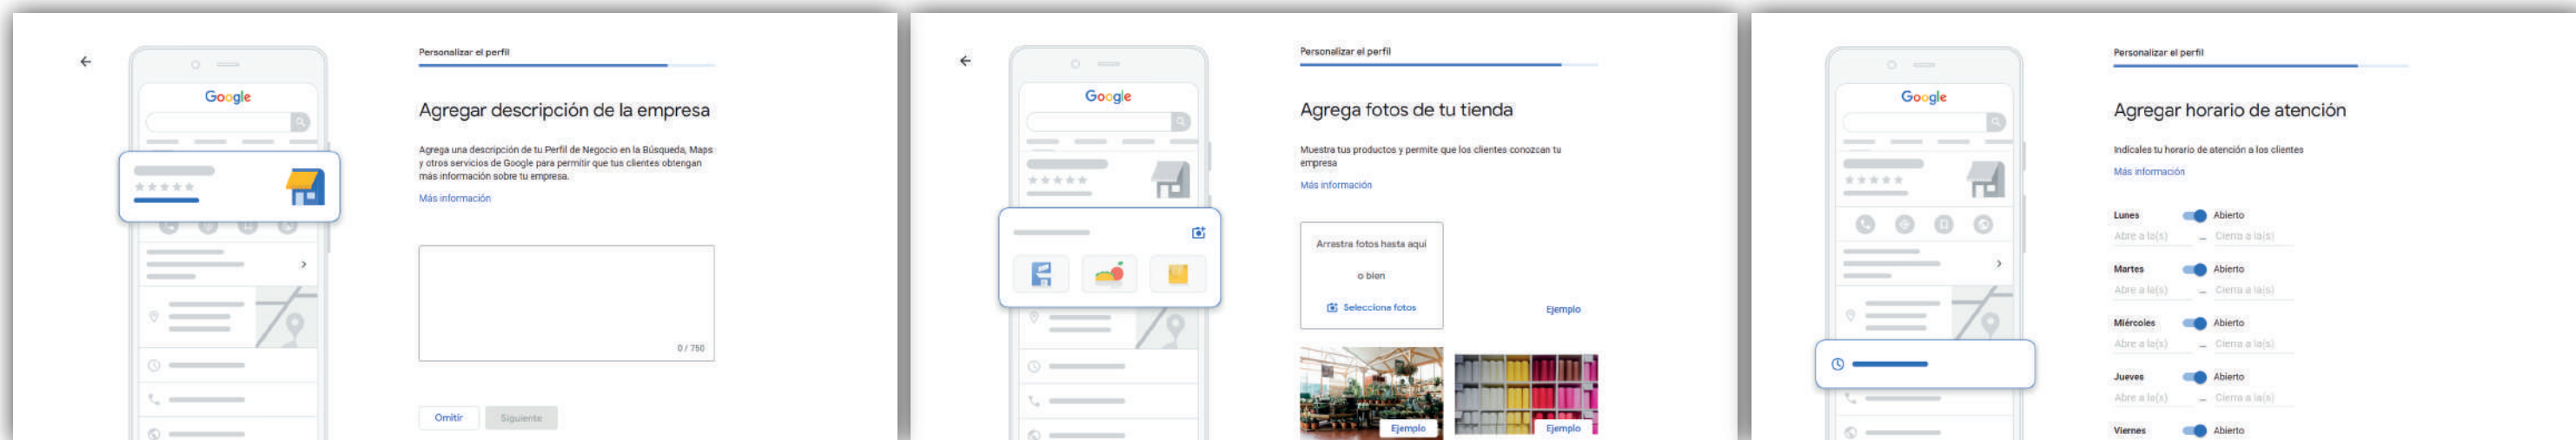 Google
Personalizar el perfil
Agregar descripción de la empresa
Agrega una descripción de tu Perfil de Negocio en la Búsqueda, Maps
y otros servicios de Google para permitir que tus clientes obtengan
más información sobre tu empresa.
Más información
0 / 750
Omitir
Siguiente
Google
Personalizar el perfil
Agrega fotos de tu tienda
Muestra tus productos y permite que los clientes conozcan tu
empresa
Más información
Arrastra fotos hasta aquí
o bien
Selecciona fotos
Ejemplo
Ejemplo
Ejemplo
Google
Personalizar el perfil
Agregar horario de atención
Indícales tu horario de atención a los clientes
Más información
Lunes Abierto
Abre a la(s) – Cierra a la(s)
Martes Abierto
Abre a la(s) – Cierra a la(s)
Miércoles Abierto
Abre a la(s) – Cierra a la(s)
Jueves Abierto
Abre a la(s) – Cierra a la(s)
Viernes Abierto